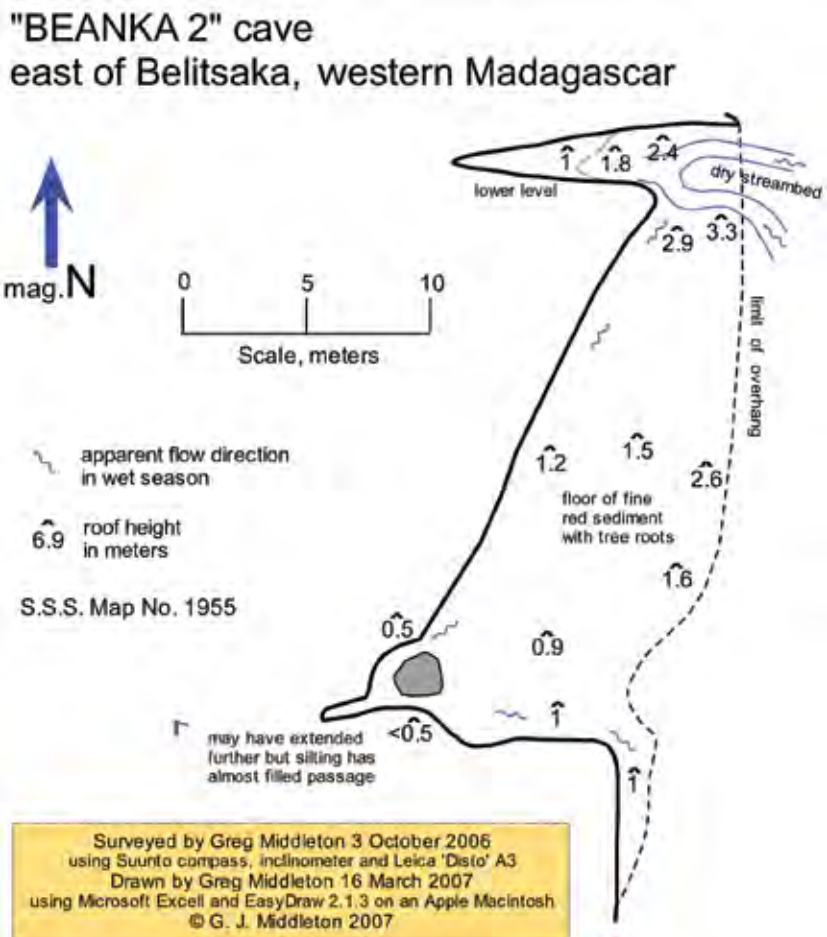 "BEANKA 2" cave
east of Belitsaka, western Madagascar
1
1.8
2.4
dry streambed
lower level
2.9
3.3
mag.N
0 5 10
Scale, meters
limit of overhang
apparent flow direction
in wet season
1.2
1.5
2.6
6.9
roof height
in meters
floor of fine
red sediment
with tree roots
1.6
S.S.S. Map No. 1955
0.5
0.9
<0.5
1
may have extended
further but silting has
almost filled passage
1
Surveyed by Greg Middleton 3 October 2006
using Suunto compass, inclinometer and Leica 'Disto' A3
Drawn by Greg Middleton 16 March 2007
using Microsoft Excell and EasyDraw 2.1.3 on an Apple Macintosh
© G. J. Middleton 2007